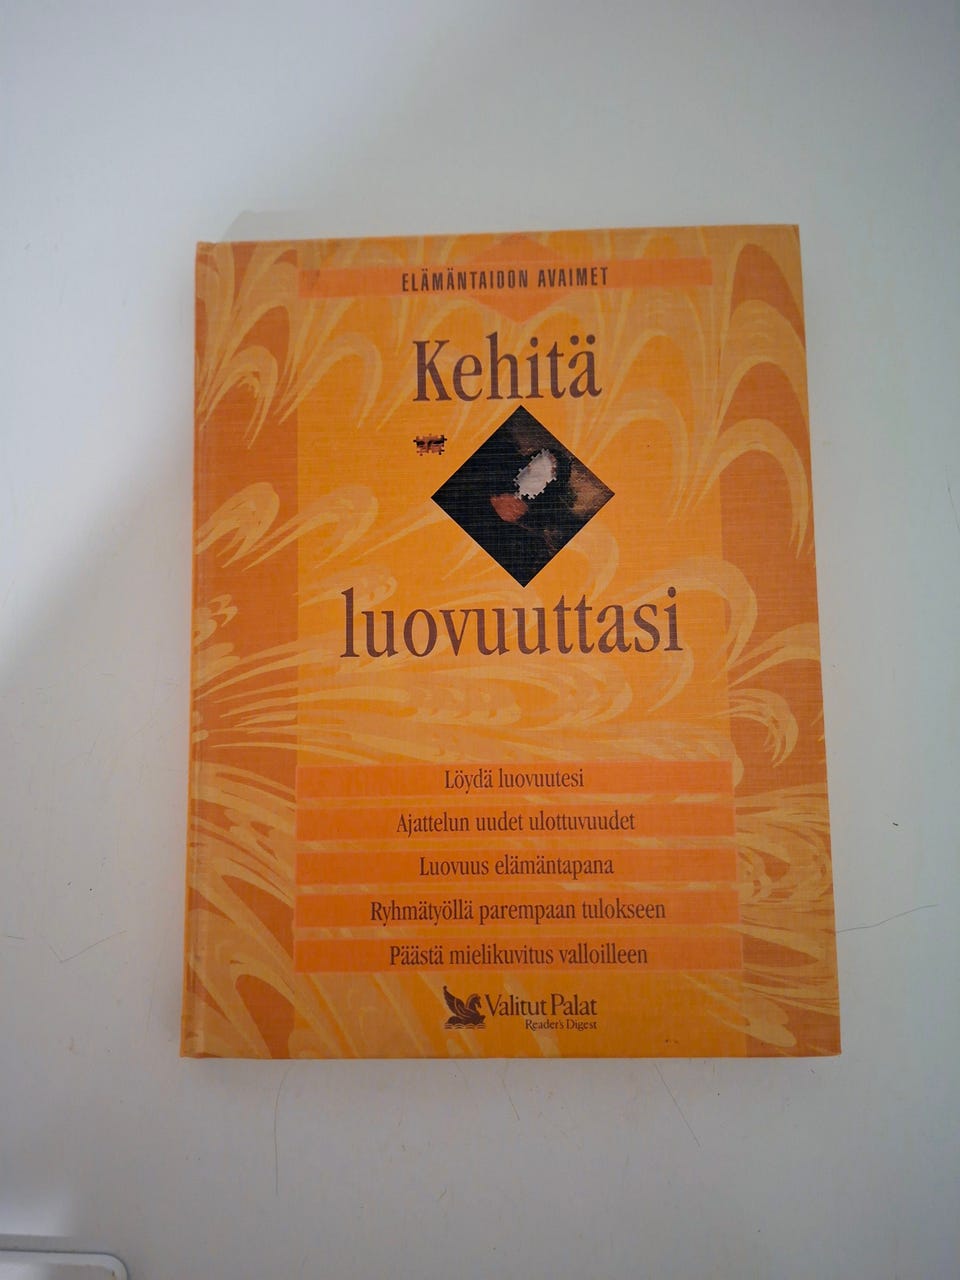 ELÄMÄNTAIDON AVAIMET
Kehitä
luovuuttasi
Löydä luovuutesi
Ajattelun uudet ulottuvuudet
Luovuus elämäntapana
Ryhmätyöllä parempaan tulokseen
Päästä mielikuvitus valloilleen
Valitut Palat
Reader's Digest